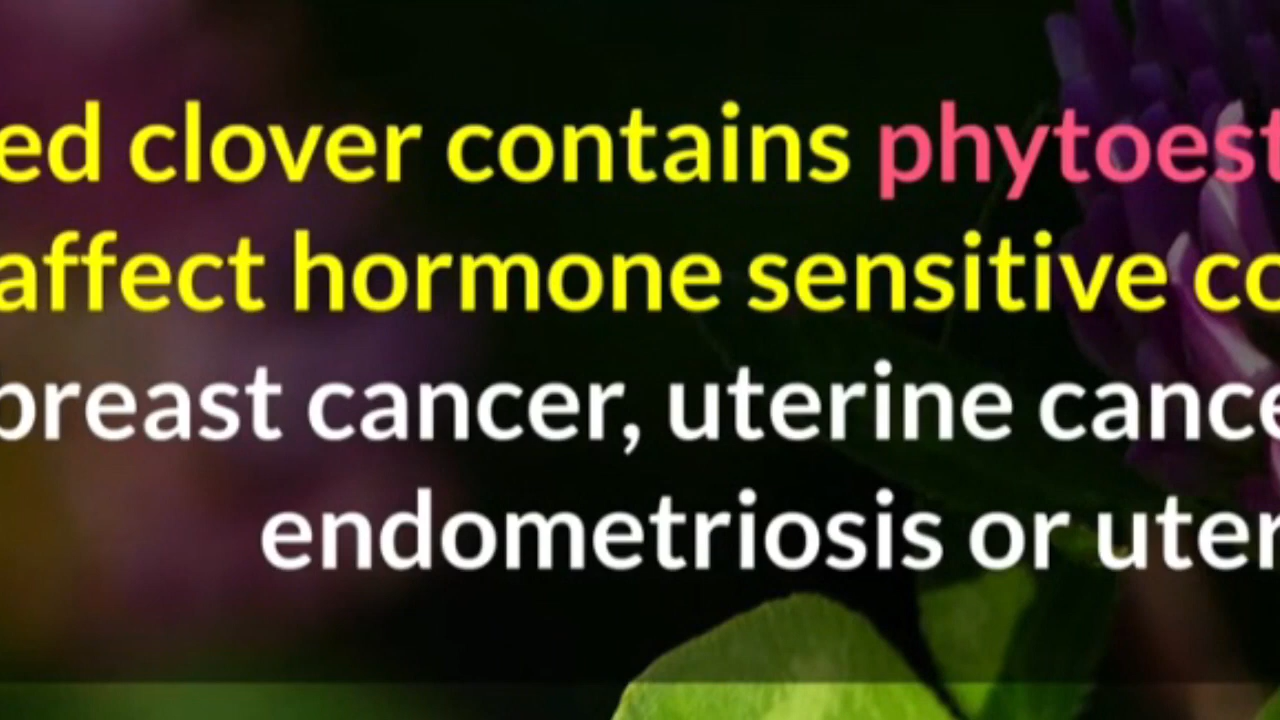 ed clover contains phytoest
affect hormone sensitive co
breast cancer, uterine cance
endometriosis or uter